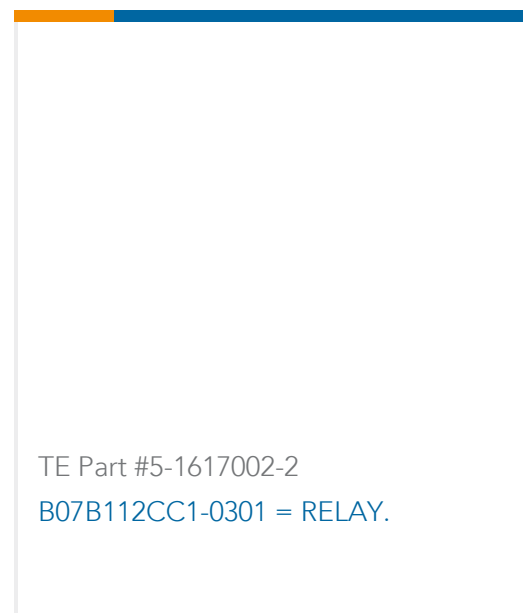 TE Part #5-1617002-2
B07B112CC1-0301 = RELAY.